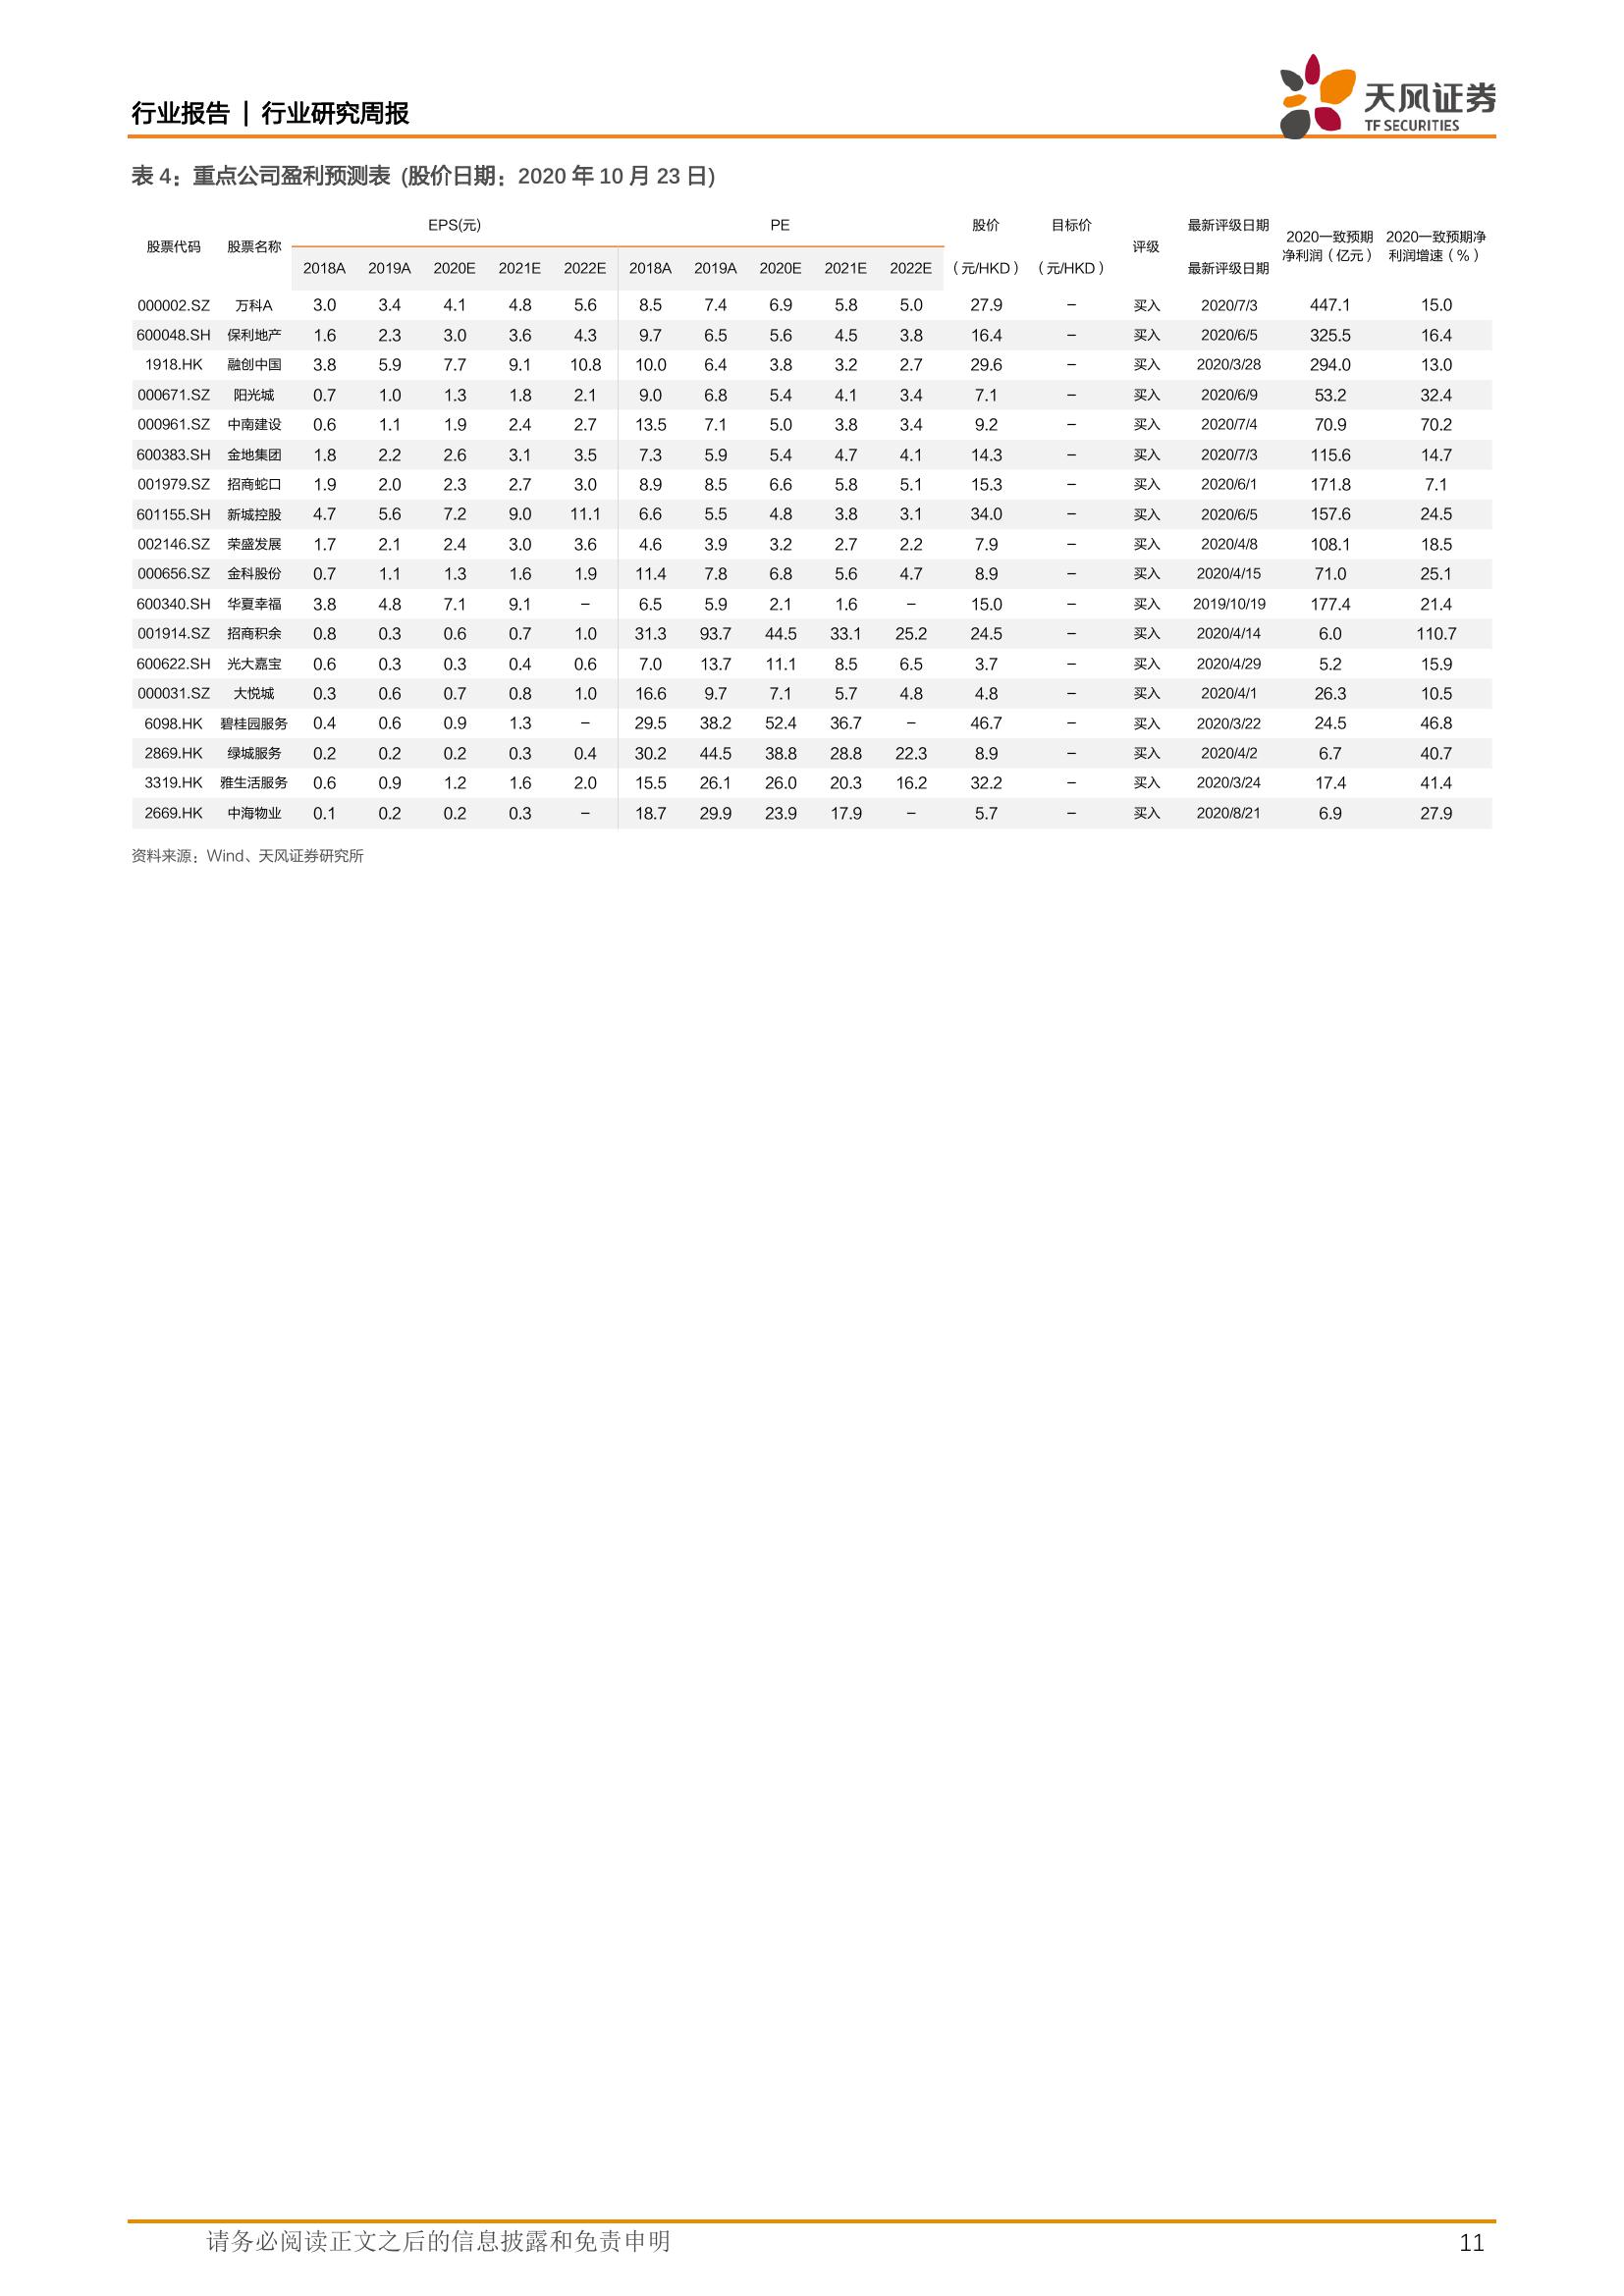 行业报告 | 行业研究周报
天风证券
TF SECURITIES
表 4：重点公司盈利预测表 (股价日期：2020 年 10 月 23 日)
股票代码 股票名称 EPS(元) PE 股价 目标价 评级 最新评级日期 2020一致预期净利润（亿元） 2020一致预期净利润增速（%）
2018A 2019A 2020E 2021E 2022E 2018A 2019A 2020E 2021E 2022E （元/HKD） （元/HKD） 最新评级日期
000002.SZ 万科A 3.0 3.4 4.1 4.8 5.6 8.5 7.4 6.9 5.8 5.0 27.9 – 买入 2020/7/3 447.1 15.0
600048.SH 保利地产 1.6 2.3 3.0 3.6 4.3 9.7 6.5 5.6 4.5 3.8 16.4 – 买入 2020/6/5 325.5 16.4
1918.HK 融创中国 3.8 5.9 7.7 9.1 10.8 10.0 6.4 3.8 3.2 2.7 29.6 – 买入 2020/3/28 294.0 13.0
000671.SZ 阳光城 0.7 1.0 1.3 1.8 2.1 9.0 6.8 5.4 4.1 3.4 7.1 – 买入 2020/6/9 53.2 32.4
000961.SZ 中南建设 0.6 1.1 1.9 2.4 2.7 13.5 7.1 5.0 3.8 3.4 9.2 – 买入 2020/7/4 70.9 70.2
600383.SH 金地集团 1.8 2.2 2.6 3.1 3.5 7.3 5.9 5.4 4.7 4.1 14.3 – 买入 2020/7/3 115.6 14.7
001979.SZ 招商蛇口 1.9 2.0 2.3 2.7 3.0 8.9 8.5 6.6 5.8 5.1 15.3 – 买入 2020/6/1 171.8 7.1
601155.SH 新城控股 4.7 5.6 7.2 9.0 11.1 6.6 5.5 4.8 3.8 3.1 34.0 – 买入 2020/6/5 157.6 24.5
002146.SZ 荣盛发展 1.7 2.1 2.4 3.0 3.6 4.6 3.9 3.2 2.7 2.2 7.9 – 买入 2020/4/8 108.1 18.5
000656.SZ 金科股份 0.7 1.1 1.3 1.6 1.9 11.4 7.8 6.8 5.6 4.7 8.9 – 买入 2020/4/15 71.0 25.1
600340.SH 华夏幸福 3.8 4.8 7.1 9.1 – 6.5 5.9 2.1 1.6 – 15.0 – 买入 2019/10/19 177.4 21.4
001914.SZ 招商积余 0.8 0.3 0.6 0.7 1.0 31.3 93.7 44.5 33.1 25.2 24.5 – 买入 2020/4/14 6.0 110.7
600622.SH 光大嘉宝 0.6 0.3 0.3 0.4 0.6 7.0 13.7 11.1 8.5 6.5 3.7 – 买入 2020/4/29 5.2 15.9
000031.SZ 大悦城 0.3 0.6 0.7 0.8 1.0 16.6 9.7 7.1 5.7 4.8 4.8 – 买入 2020/4/1 26.3 10.5
6098.HK 碧桂园服务 0.4 0.6 0.9 1.3 – 29.5 38.2 52.4 36.7 – 46.7 – 买入 2020/3/22 24.5 46.8
2869.HK 绿城服务 0.2 0.2 0.2 0.3 0.4 30.2 44.5 38.8 28.8 22.3 8.9 – 买入 2020/4/2 6.7 40.7
3319.HK 雅生活服务 0.6 0.9 1.2 1.6 2.0 15.5 26.1 26.0 20.3 16.2 32.2 – 买入 2020/3/24 17.4 41.4
2669.HK 中海物业 0.1 0.2 0.2 0.3 – 18.7 29.9 23.9 17.9 – 5.7 – 买入 2020/8/21 6.9 27.9
资料来源：Wind、天风证券研究所
请务必阅读正文之后的信息披露和免责申明 11